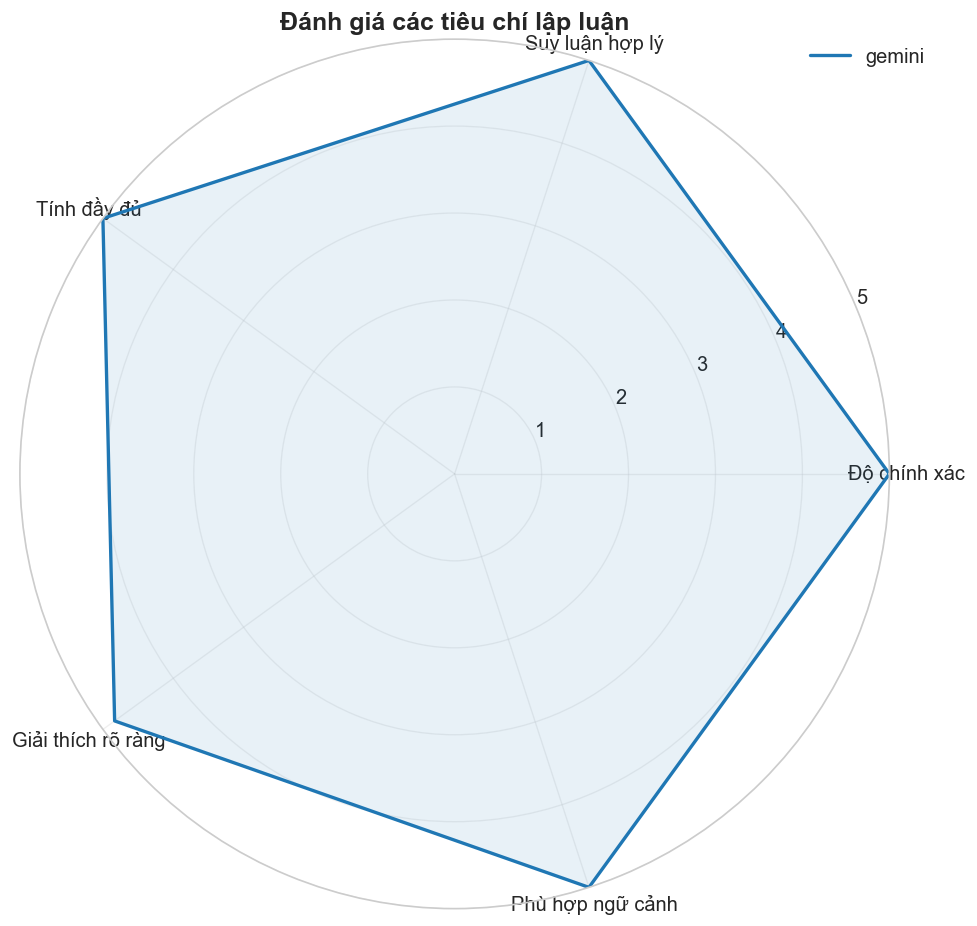 Đánh giá các tiêu chí lập luận
Suy luận hợp lý
gemini
Tính đầy đủ
5
4
3
2
1
Độ chính xác
Giải thích rõ ràng
Phù hợp ngữ cảnh